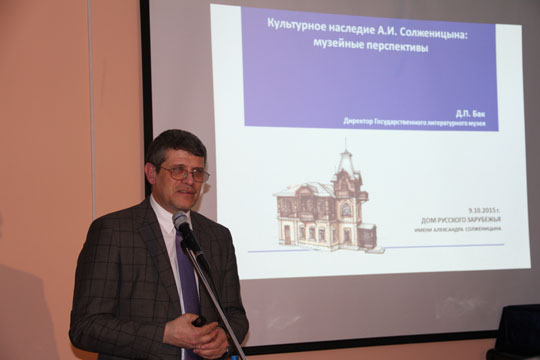 Культурное наследие А.И. Солженицына:
музейные перспективы
Д.П. Бак
Директор Государственного литературного музея
9.10.2015 г.
ДОМ РУССКОГО ЗАРУБЕЖЬЯ
ИМЕНИ АЛЕКСАНДРА СОЛЖЕНИЦЫНА